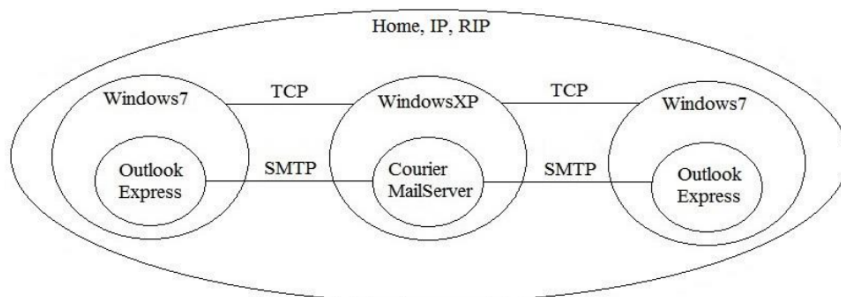 Home, IP, RIP
Windows7
TCP
WindowsXP
TCP
Windows7
Outlook
Express
SMTP
Courier
MailServer
SMTP
Outlook
Express